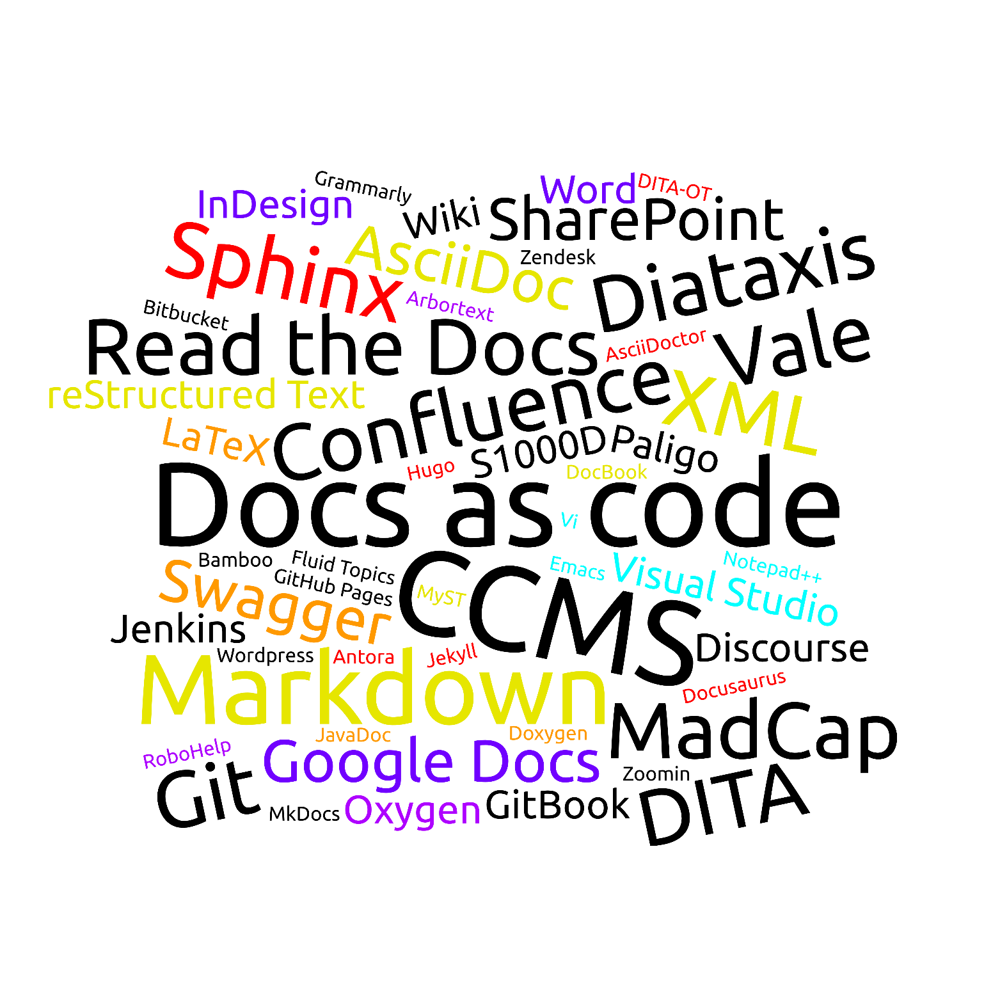 Grammarly
Word
DITA-OT
InDesign
Wiki
SharePoint
Sphinx
AsciiDoc
Zendesk
Diataxis
Arbortext
Bitbucket
Read the Docs
AsciiDoctor
Vale
reStructured Text
Confluence
XML
LaTeX
S1000D
Paligo
Hugo
DocBook
Docs as code
Vi
Bamboo
Fluid Topics
CCMS
Emacs
Visual Studio
Notepad++
Swagger
GitHub Pages
MyST
Jenkins
Discourse
Wordpress
Antora
Jekyll
Markdown
Docusaurus
MadCap
JavaDoc
Doxygen
RoboHelp
Google Docs
Git
Zoomin
DITA
MkDocs
Oxygen
GitBook